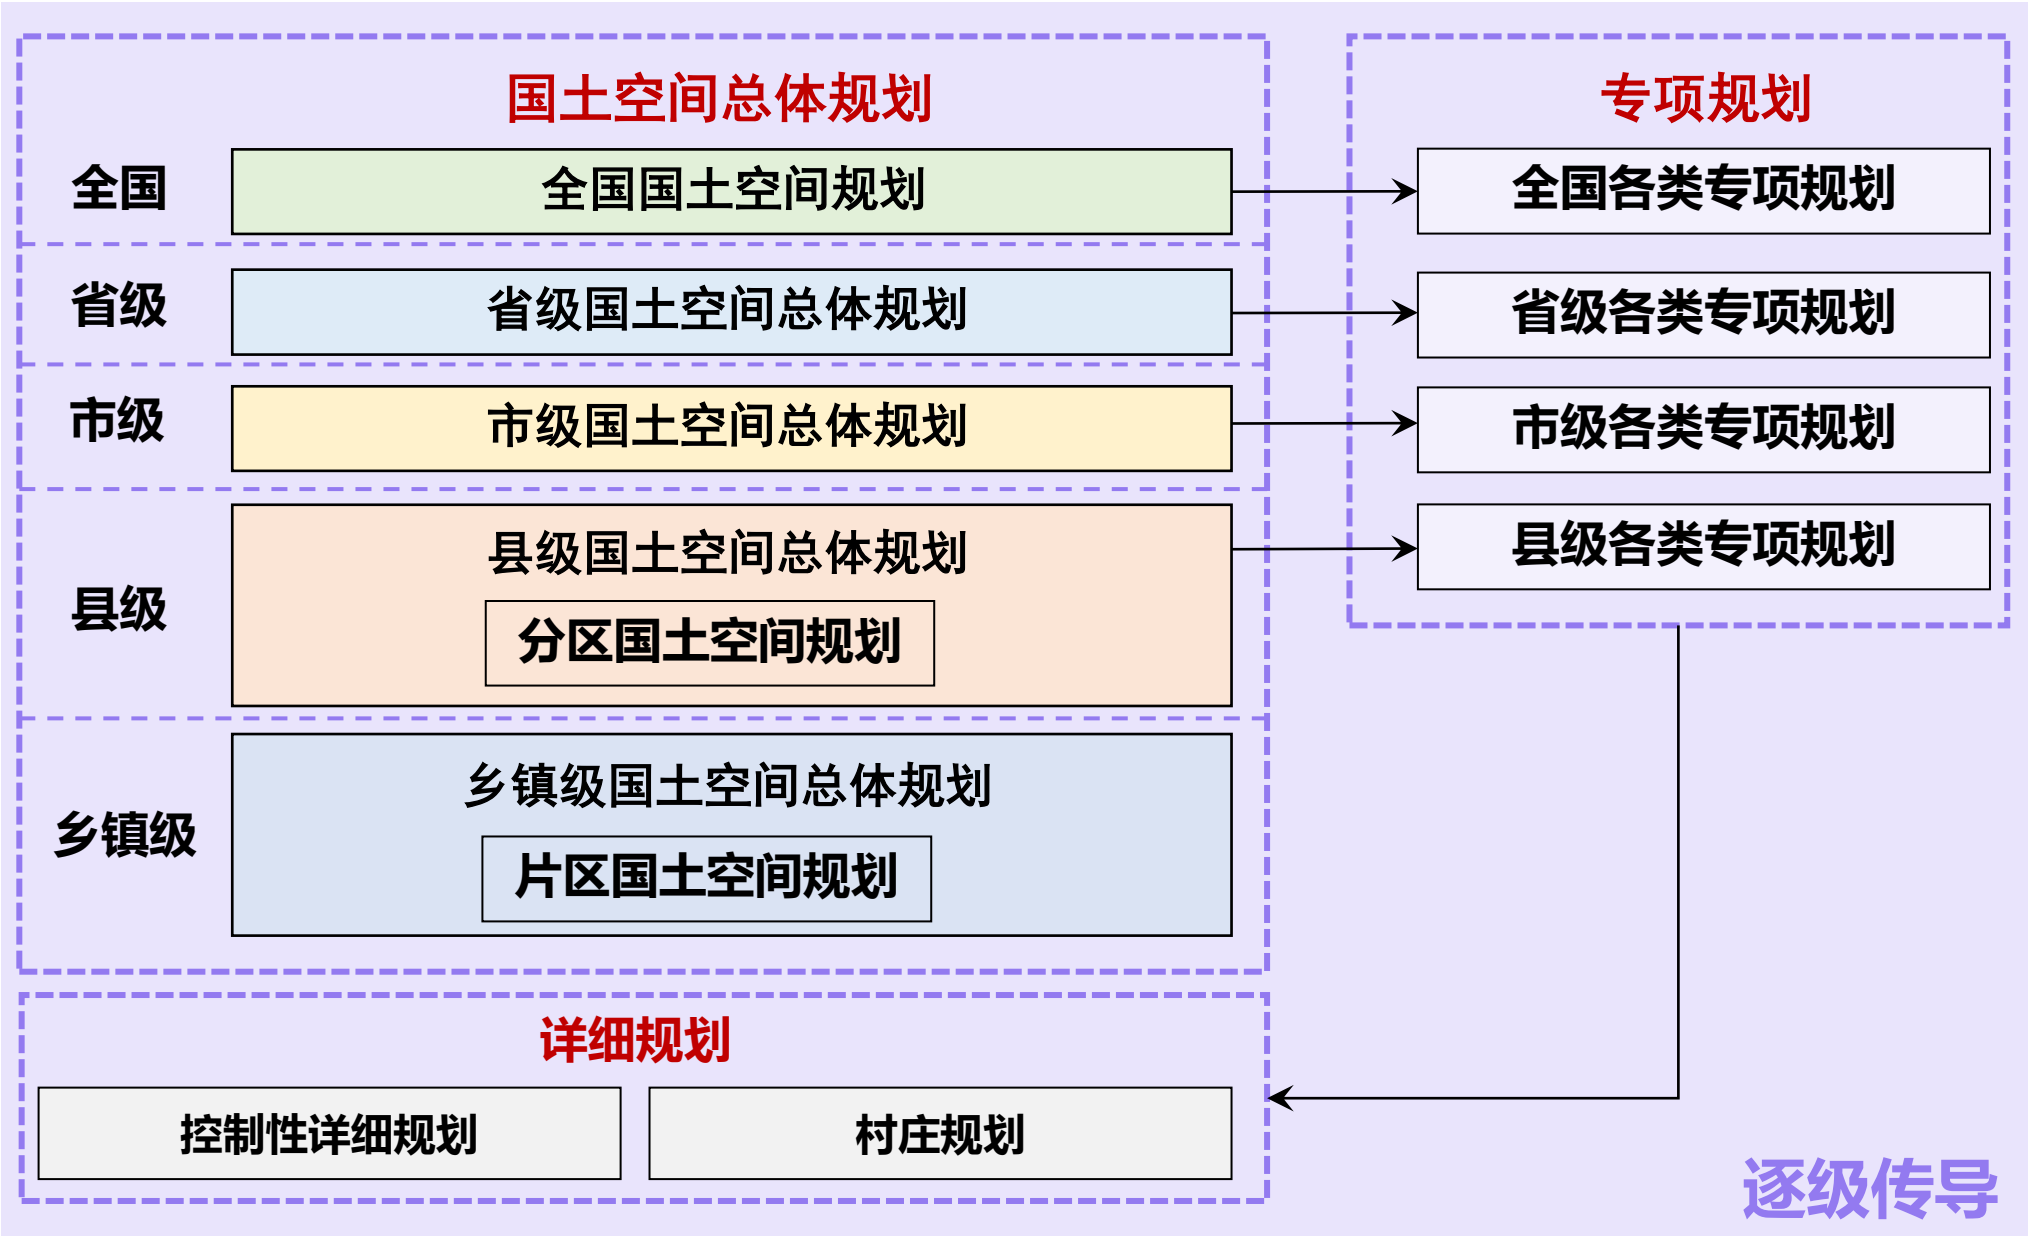 国土空间总体规划
专项规划
全国
全国国土空间规划
全国各类专项规划
省级
省级国土空间总体规划
省级各类专项规划
市级
市级国土空间总体规划
市级各类专项规划
县级
县级国土空间总体规划
县级各类专项规划
分区国土空间规划
乡镇级
乡镇级国土空间总体规划
片区国土空间规划
详细规划
控制性详细规划
村庄规划
逐级传导